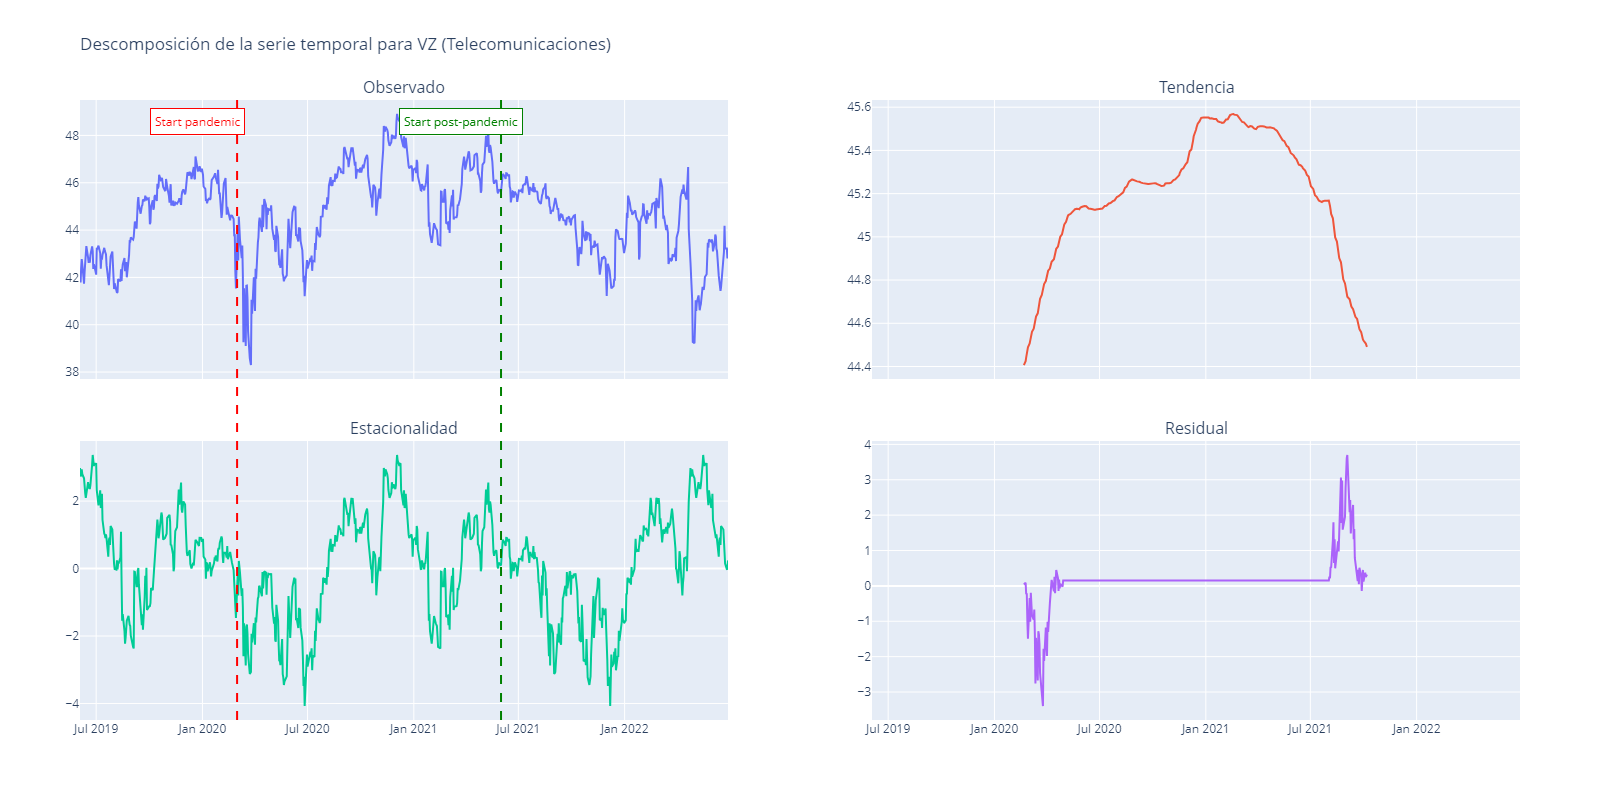 Descomposición de la serie temporal para VZ (Telecomunicaciones)
Observado
Start pandemic
Start post-pandemic
48
46
44
42
40
38
Tendencia
45.6
45.4
45.2
45
44.8
44.6
44.4
Estacionalidad
2
0
−2
−4
Jul 2019
Jan 2020
Jul 2020
Jan 2021
Jul 2021
Jan 2022
Residual
4
3
2
1
0
−1
−2
−3
Jul 2019
Jan 2020
Jul 2020
Jan 2021
Jul 2021
Jan 2022